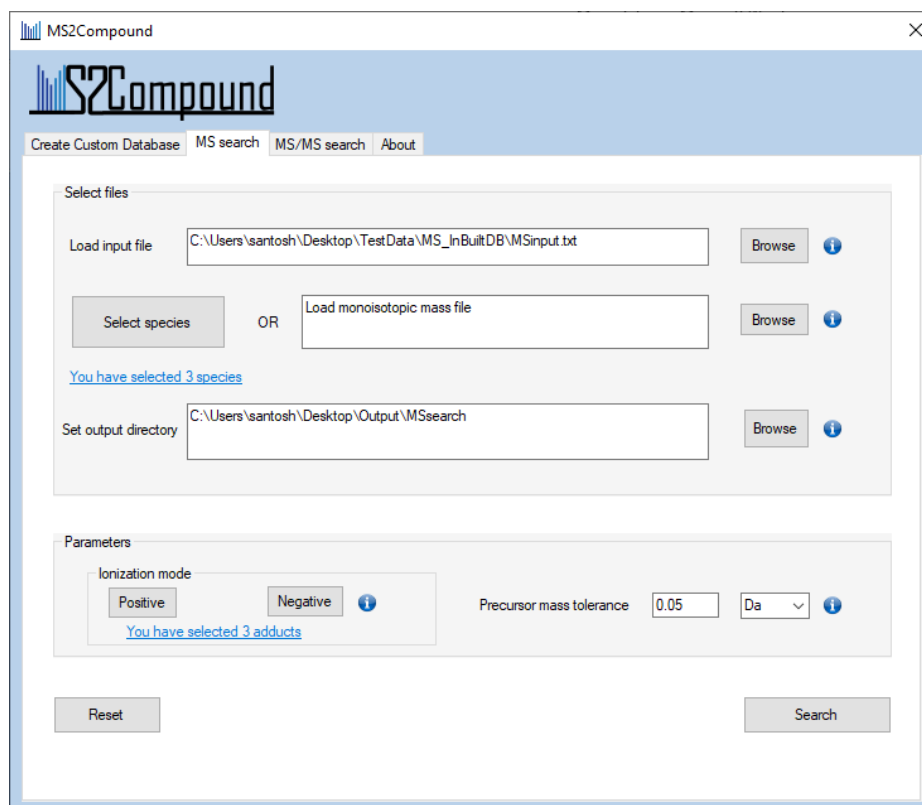 MS2Compound
MS2Compound
Create Custom Database MS search MS/MS search About
Select files
Load input file C:\Users\santosh\Desktop\TestData\MS_InBuiltDB\MSinput.txt Browse
Select species OR Load monoisotopic mass file Browse
You have selected 3 species
Set output directory C:\Users\santosh\Desktop\Output\MSsearch Browse
Parameters
Ionization mode
Positive Negative Precursor mass tolerance 0.05 Da
You have selected 3 adducts
Reset Search